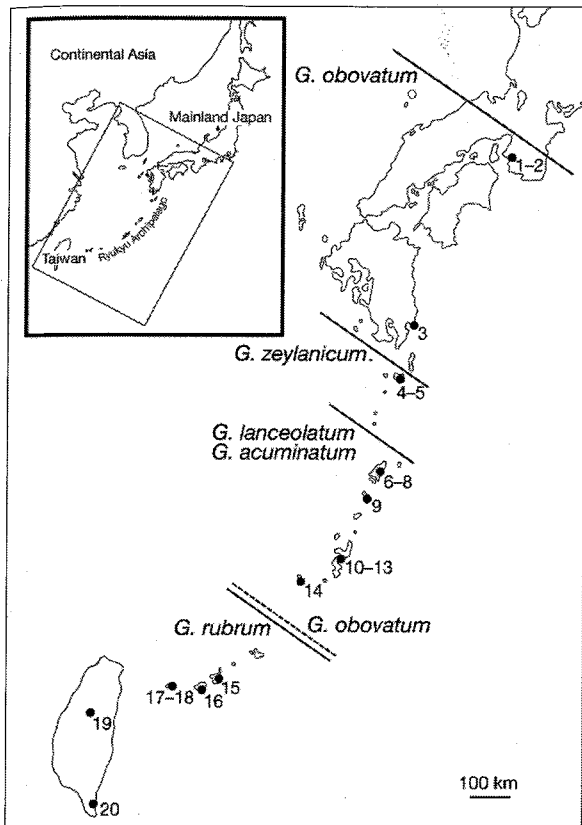 Continental Asia
Mainland Japan
Ryukyu Archipelago
Taiwan
G. obovatum
1–2
3
G. zeylanicum.
4–5
G. lanceolatum
G. acuminatum
6–8
9
10–13
14
G. rubrum
G. obovatum
15
17–18
16
19
20
100 km